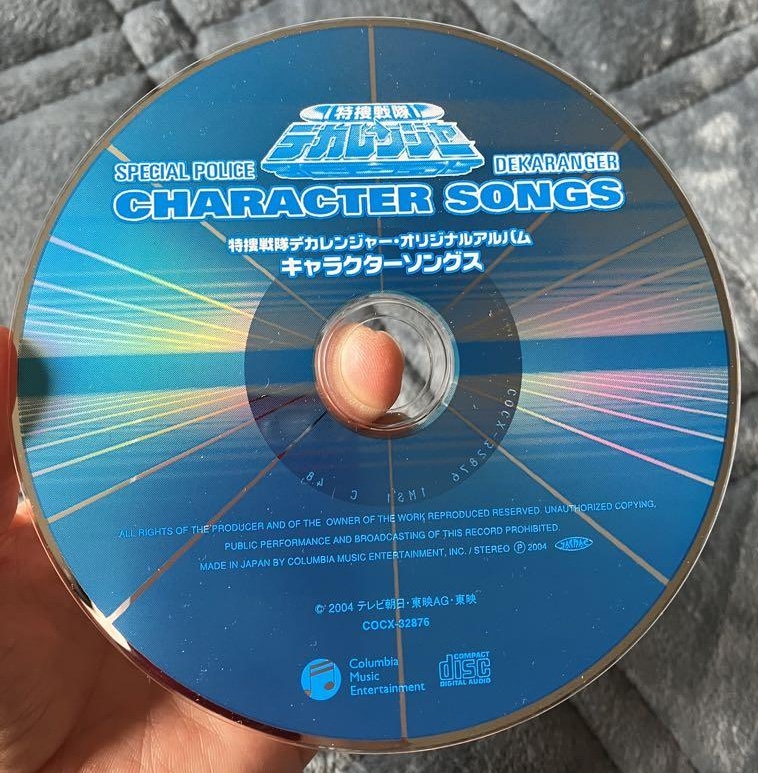 特捜戦隊
デカレンジャー
SPECIAL POLICE DEKARANGER
CHARACTER SONGS
特捜戦隊デカレンジャー・オリジナルアルバム
キャラクターソングス
COCX-32876
ALL RIGHTS OF THE PRODUCER AND OF THE OWNER OF THE WORK REPRODUCED RESERVED. UNAUTHORIZED COPYING,
PUBLIC PERFORMANCE AND BROADCASTING OF THIS RECORD PROHIBITED.
MADE IN JAPAN BY COLUMBIA MUSIC ENTERTAINMENT, INC. / STEREO Ⓟ 2004
© 2004 テレビ朝日・東映AG・東映
COCX-32876
Columbia
Music
Entertainment
COMPACT
disc
DIGITAL AUDIO